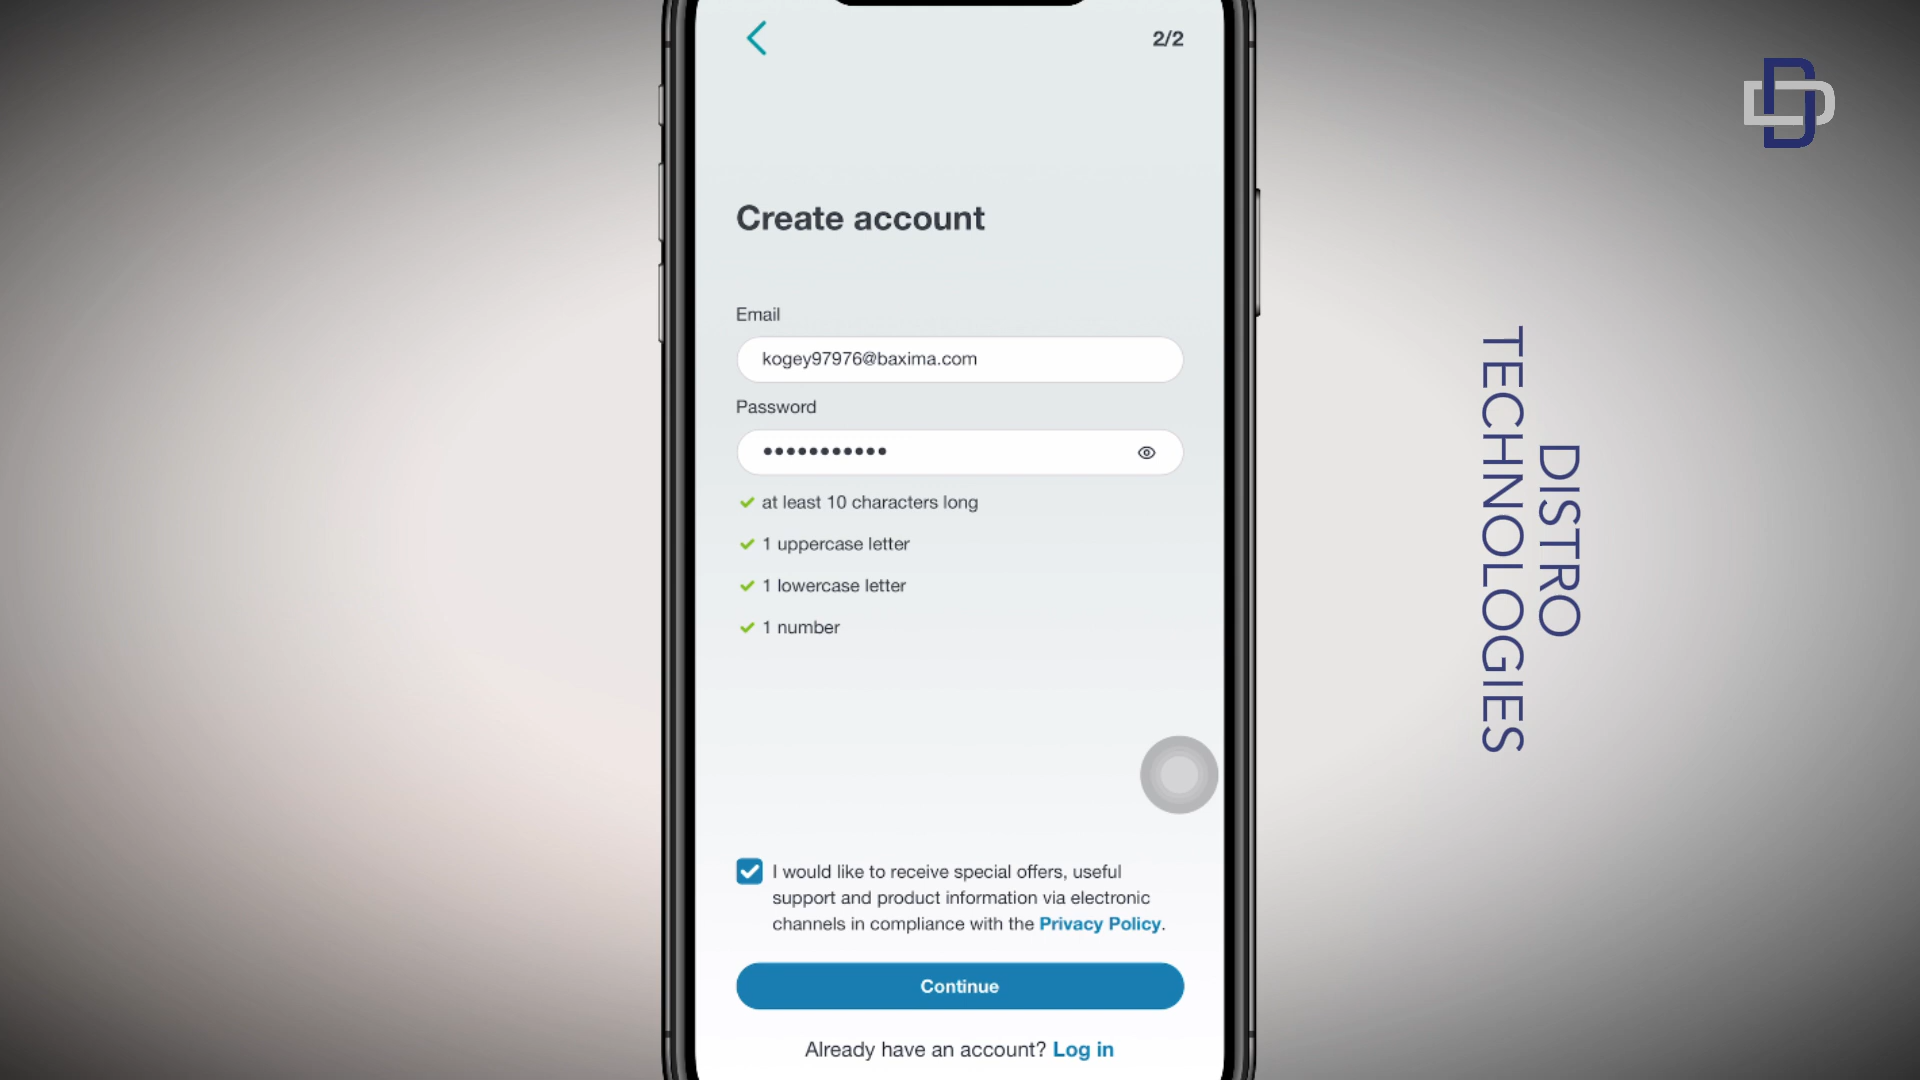 2/2
Create account
Email
kogey97976@baxima.com
Password
•••••••••••
at least 10 characters long
1 uppercase letter
1 lowercase letter
1 number
I would like to receive special offers, useful
support and product information via electronic
channels in compliance with the Privacy Policy.
Continue
Already have an account? Log in
DISTRO
TECHNOLOGIES